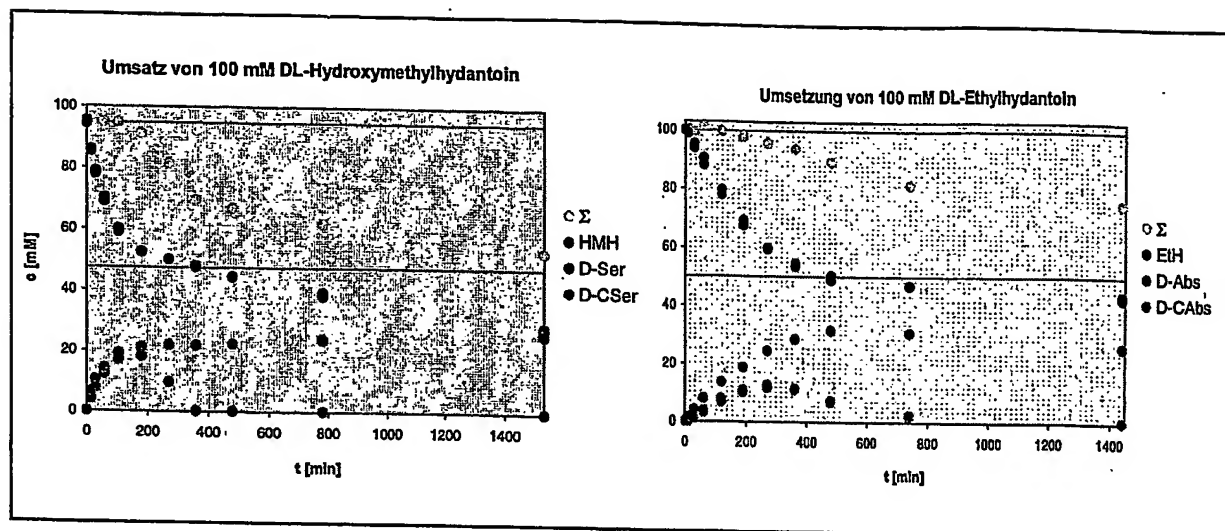 Umsatz von 100 mM DL-Hydroxymethylhydantoin
100
80
60
40
20
0
c [mM]
0 200 400 600 800 1000 1200 1400
t [min]
Σ
HMH
D-Ser
D-CSer
Umsetzung von 100 mM DL-Ethylhydantoin
100
80
60
40
20
0
0 200 400 600 800 1000 1200 1400
t [min]
Σ
EtH
D-Abs
D-CAbs